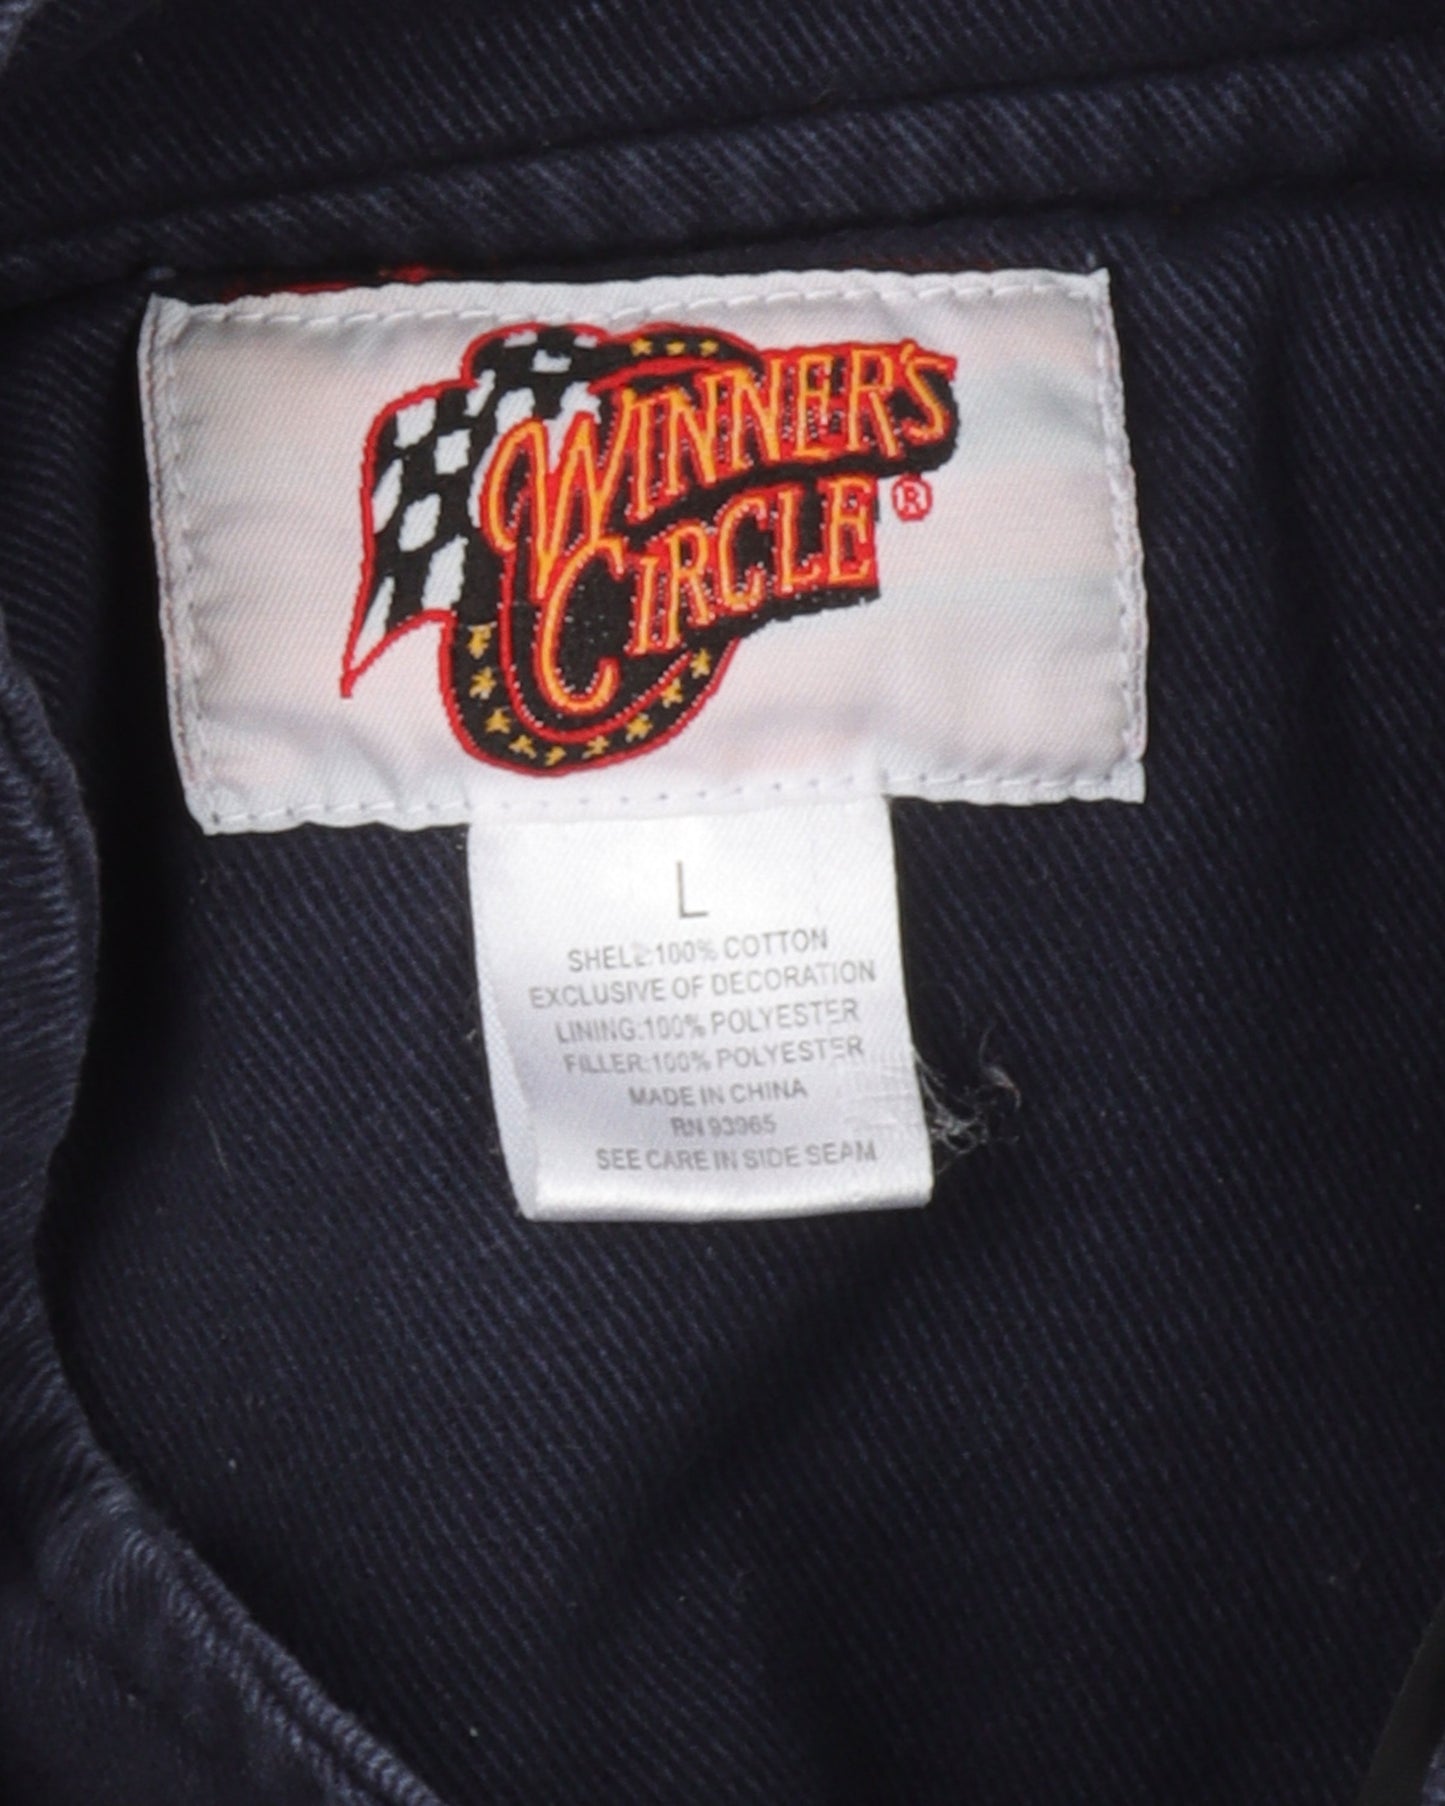 WINNER'S
CIRCLE ®
L
SHELL:100% COTTON
EXCLUSIVE OF DECORATION
LINING:100% POLYESTER
FILLER:100% POLYESTER
MADE IN CHINA
RN 93965
SEE CARE IN SIDE SEAM